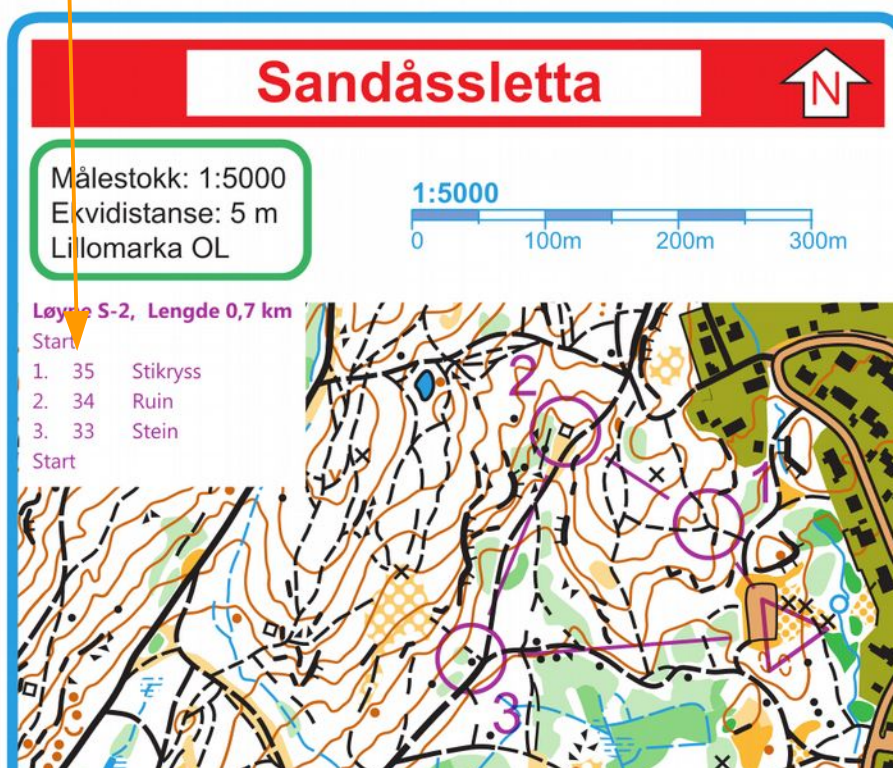 Sandåssletta
N
Målestokk: 1:5000
Ekvidistanse: 5 m
Lillomarka OL
1:5000
0 100m 200m 300m
Løype S-2, Lengde 0,7 km
Start
1. 35 Stikryss
2. 34 Ruin
3. 33 Stein
Start
2
1
3